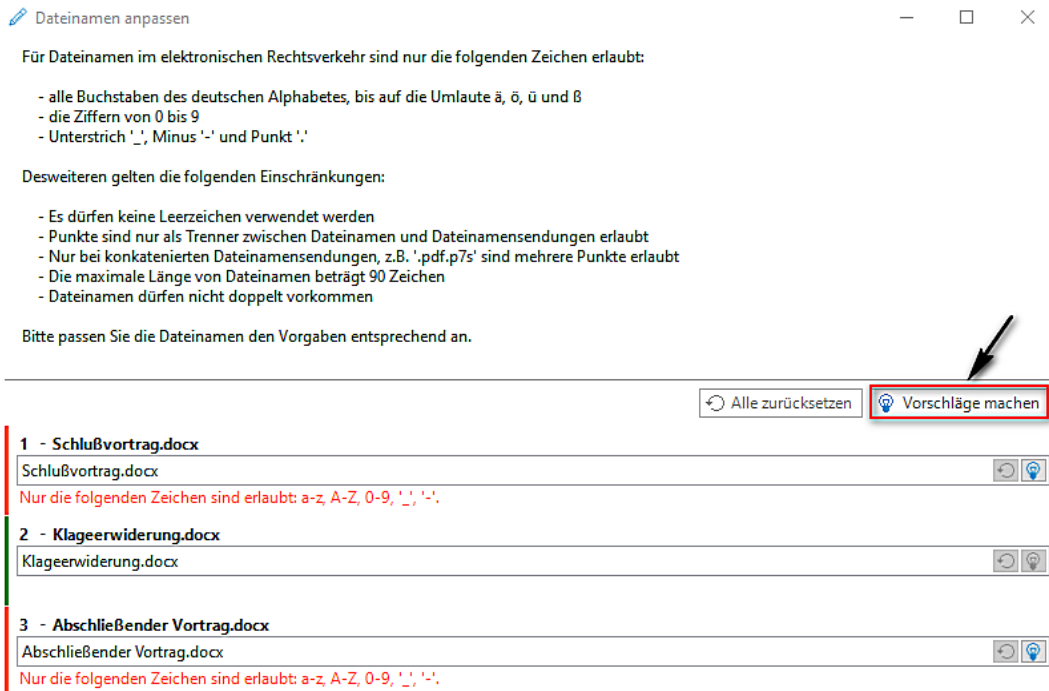 Dateinamen anpassen
Für Dateinamen im elektronischen Rechtsverkehr sind nur die folgenden Zeichen erlaubt:
- alle Buchstaben des deutschen Alphabetes, bis auf die Umlaute ä, ö, ü und ß
- die Ziffern von 0 bis 9
- Unterstrich '_', Minus '-' und Punkt '.'
Desweiteren gelten die folgenden Einschränkungen:
- Es dürfen keine Leerzeichen verwendet werden
- Punkte sind nur als Trenner zwischen Dateinamen und Dateinamensendungen erlaubt
- Nur bei konkatenierten Dateinamensendungen, z.B. '.pdf.p7s' sind mehrere Punkte erlaubt
- Die maximale Länge von Dateinamen beträgt 90 Zeichen
- Dateinamen dürfen nicht doppelt vorkommen
Bitte passen Sie die Dateinamen den Vorgaben entsprechend an.
Alle zurücksetzen Vorschläge machen
1 - Schlußvortrag.docx
Schlußvortrag.docx
Nur die folgenden Zeichen sind erlaubt: a-z, A-Z, 0-9, '_', '-'.
2 - Klageerwiderung.docx
Klageerwiderung.docx
3 - Abschließender Vortrag.docx
Abschließender Vortrag.docx
Nur die folgenden Zeichen sind erlaubt: a-z, A-Z, 0-9, '_', '-'.